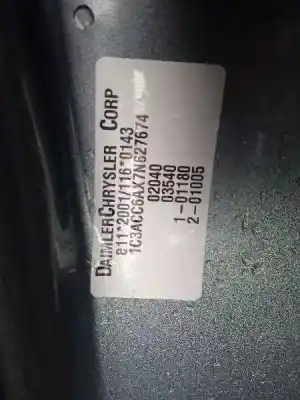 DAIMLERCHRYSLER CORP
e11*2001/116*0143
1C3ACC6AX7N627674
02040
03540
1-01180
2-01005